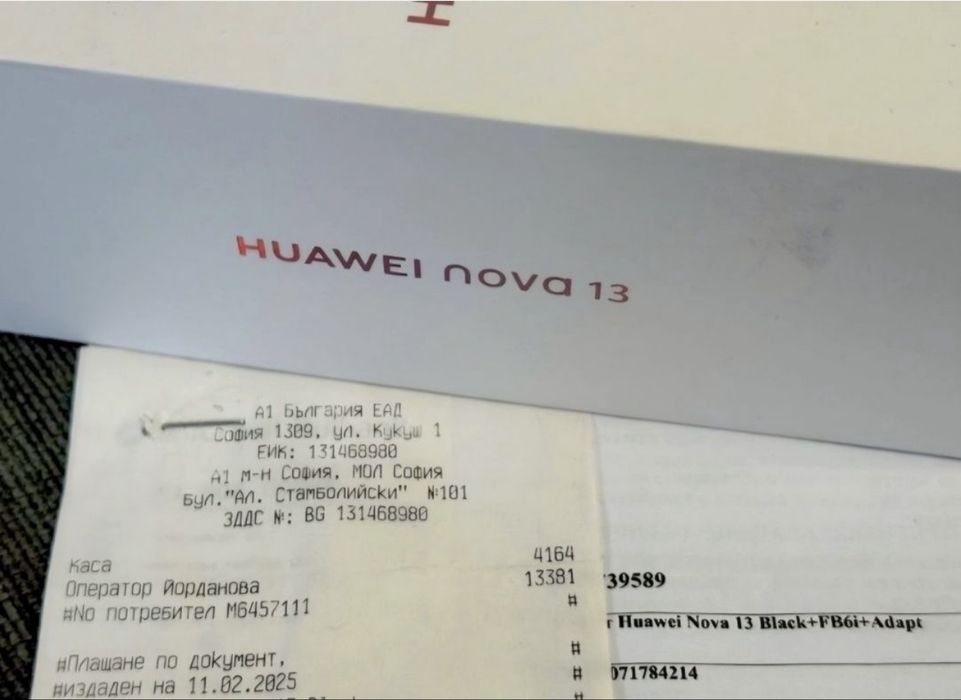 HUAWEI nova 13
А1 България ЕАД
София 1309, ул. Кукуш 1
ЕИК: 131468980
А1 м-н София, МОЛ София
бул."Ал. Стамболийски" №101
ЗДДС №: BG 131468980
Каса 4164
Оператор Йорданова 13381
#No потребител М6457111 #
#Плащане по документ, #
#издаден на 11.02.2025 #
39589
Huawei Nova 13 Black+FB6i+Adapt
071784214